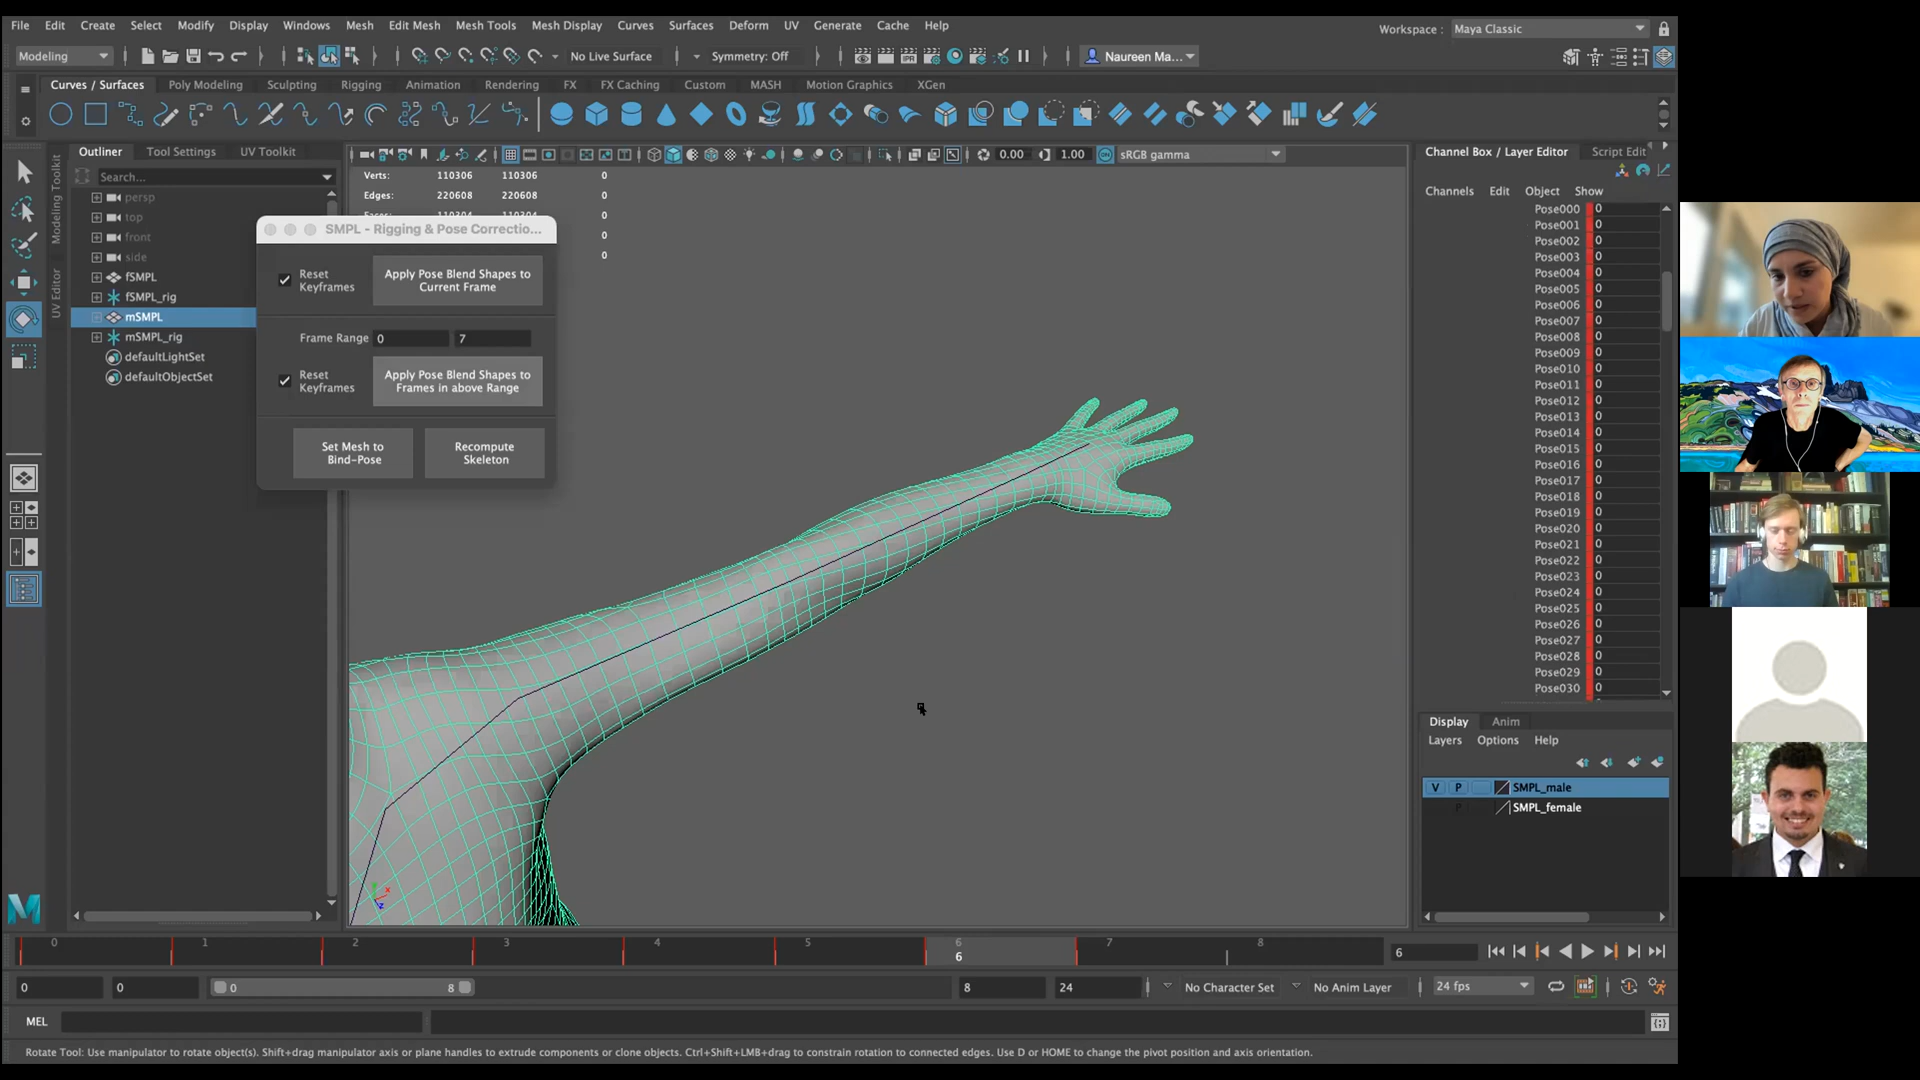 File Edit Create Select Modify Display Windows Mesh Edit Mesh Mesh Tools Mesh Display Curves Surfaces Deform UV Generate Cache Help
Workspace : Maya Classic
Modeling No Live Surface Symmetry: Off Naureen Ma...
Curves / Surfaces Poly Modeling Sculpting Rigging Animation Rendering FX FX Caching Custom MASH Motion Graphics XGen
Outliner Tool Settings UV Toolkit
Modeling Toolkit
UV Editor
Search...
persp
top
front
side
fSMPL
fSMPL_rig
mSMPL
mSMPL_rig
defaultLightSet
defaultObjectSet
0.00 1.00 sRGB gamma
Verts: 110306 110306 0
Edges: 220608 220608 0
Faces: 110304 110304 0
0
0
SMPL - Rigging & Pose Correctio...
Reset Keyframes
Apply Pose Blend Shapes to Current Frame
Frame Range 0 7
Reset Keyframes
Apply Pose Blend Shapes to Frames in above Range
Set Mesh to Bind-Pose
Recompute Skeleton
Channel Box / Layer Editor Script Edit
Channels Edit Object Show
Pose000 0
Pose001 0
Pose002 0
Pose003 0
Pose004 0
Pose005 0
Pose006 0
Pose007 0
Pose008 0
Pose009 0
Pose010 0
Pose011 0
Pose012 0
Pose013 0
Pose014 0
Pose015 0
Pose016 0
Pose017 0
Pose018 0
Pose019 0
Pose020 0
Pose021 0
Pose022 0
Pose023 0
Pose024 0
Pose025 0
Pose026 0
Pose027 0
Pose028 0
Pose029 0
Pose030 0
Display Anim
Layers Options Help
V P SMPL_male
P SMPL_female
x
z
0 1 2 3 4 5 6 7 8
6
6
0 0 0 8 8 24 No Character Set No Anim Layer 24 fps
MEL
Rotate Tool: Use manipulator to rotate object(s). Shift+drag manipulator axis or plane handles to extrude components or clone objects. Ctrl+Shift+LMB+drag to constrain rotation to connected edges. Use D or HOME to change the pivot position and axis orientation.